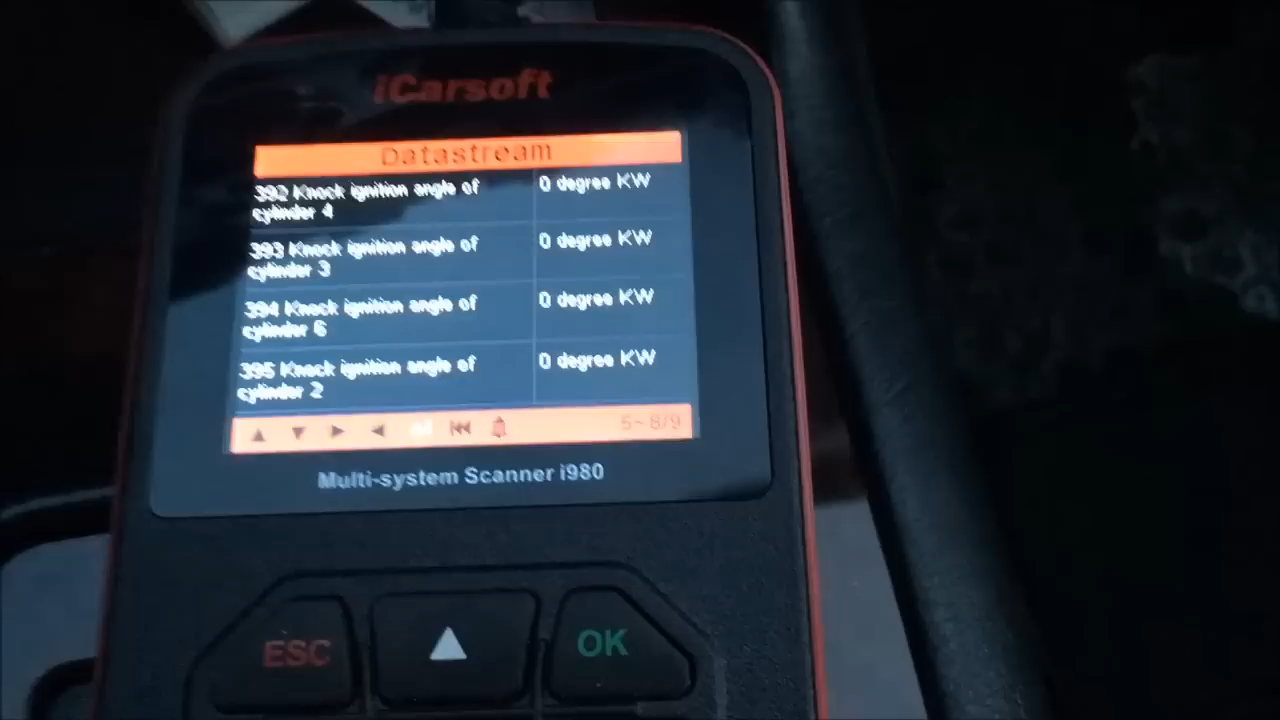 iCarsoft
Datastream
392 Knock ignition angle of
cylinder 4
0 degree KW
393 Knock ignition angle of
cylinder 3
0 degree KW
394 Knock ignition angle of
cylinder 6
0 degree KW
395 Knock ignition angle of
cylinder 2
0 degree KW
5~8/9
Multi-system Scanner i980
ESC
OK